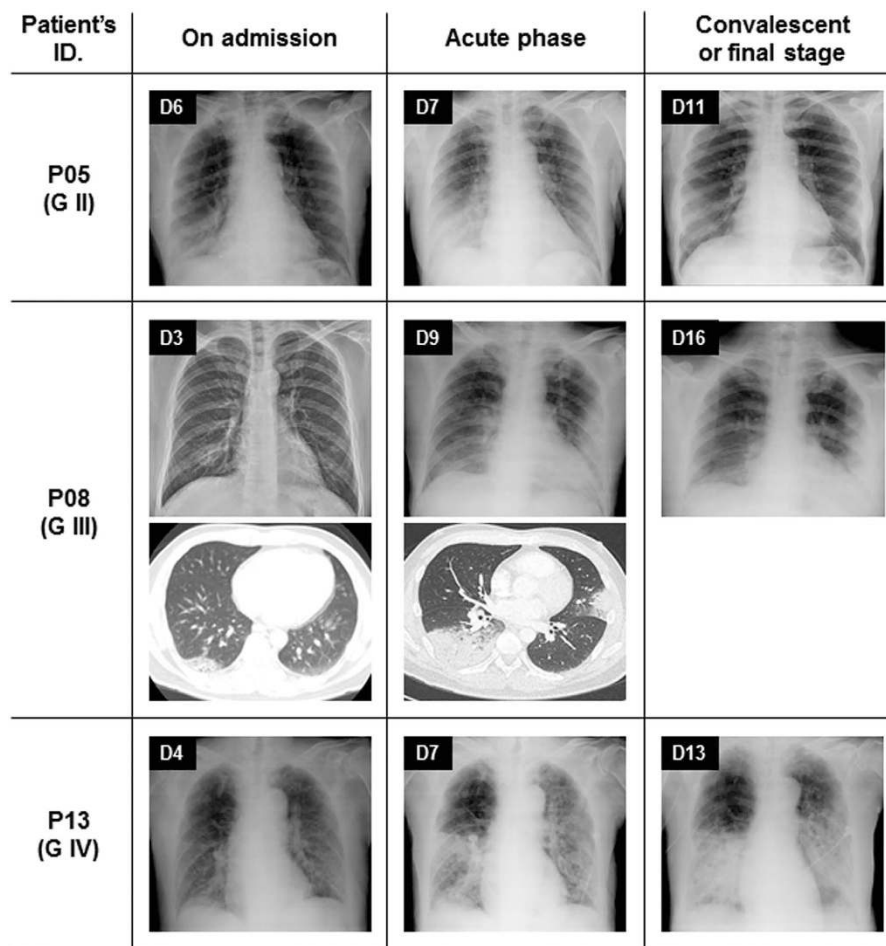 Patient's
ID.
On admission
Acute phase
Convalescent
or final stage
P05
(G II)
D6
D7
D11
P08
(G III)
D3
D9
D16
P13
(G IV)
D4
D7
D13